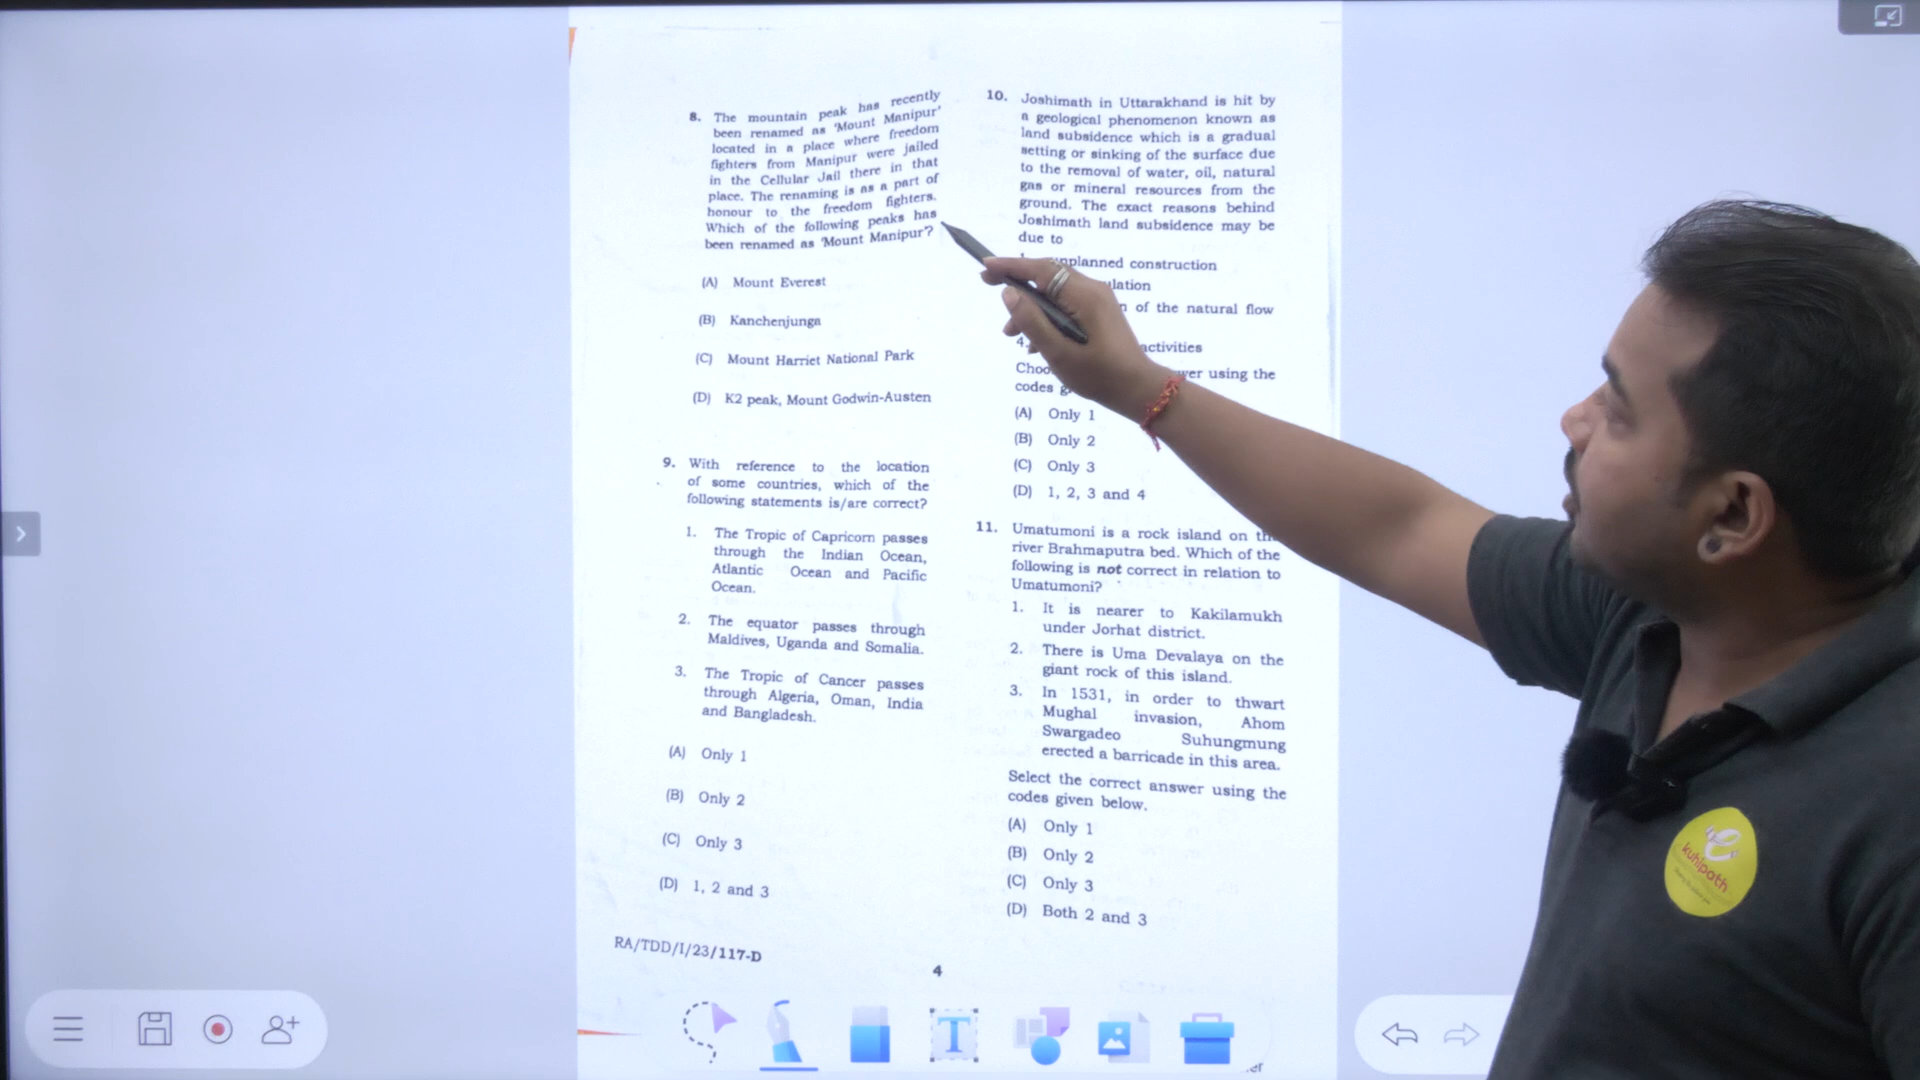 8. The mountain peak has recently
been renamed as 'Mount Manipur'
located in a place where freedom
fighters from Manipur were jailed
in the Cellular Jail there in that
place. The renaming is as a part of
honour to the freedom fighters.
Which of the following peaks has
been renamed as 'Mount Manipur'?
(A) Mount Everest
(B) Kanchenjunga
(C) Mount Harriet National Park
(D) K2 peak, Mount Godwin-Austen
9. With reference to the location
of some countries, which of the
following statements is/are correct?
1. The Tropic of Capricorn passes
through the Indian Ocean,
Atlantic Ocean and Pacific
Ocean.
2. The equator passes through
Maldives, Uganda and Somalia.
3. The Tropic of Cancer passes
through Algeria, Oman, India
and Bangladesh.
(A) Only 1
(B) Only 2
(C) Only 3
(D) 1, 2 and 3
RA/TDD/I/23/117-D
4
10. Joshimath in Uttarakhand is hit by
a geological phenomenon known as
land subsidence which is a gradual
setting or sinking of the surface due
to the removal of water, oil, natural
gas or mineral resources from the
ground. The exact reasons behind
Joshimath land subsidence may be
due to
construction
of the natural flow
4. activities
using the
codes
(A) Only 1
(B) Only 2
(C) Only 3
(D) 1, 2, 3 and 4
11. Umatumoni is a rock island on
river Brahmaputra bed. Which of the
following is not correct in relation to
Umatumoni?
1. It is nearer to Kakilamukh
under Jorhat district.
2. There is Uma Devalaya on the
giant rock of this island.
3. In 1531, in order to thwart
Mughal invasion, Ahom
Swargadeo Suhungmung
erected a barricade in this area.
Select the correct answer using the
codes given below.
(A) Only 1
(B) Only 2
(C) Only 3
(D) Both 2 and 3
kuhipath
T